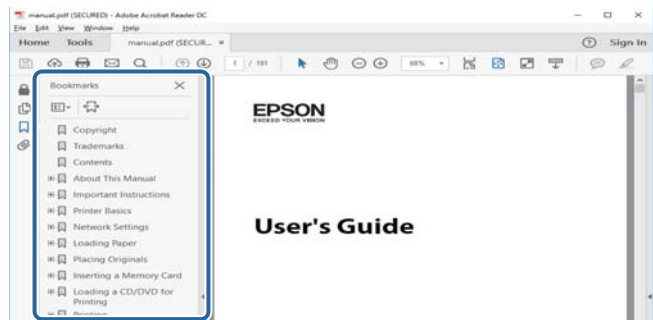 manual.pdf (SECURED) - Adobe Acrobat Reader DC
File Edit View Window Help
Home Tools manual.pdf (SECUR... × Sign In
1 / 191 60%
Bookmarks ×
Copyright
Trademarks
Contents
About This Manual
Important Instructions
Printer Basics
Network Settings
Loading Paper
Placing Originals
Inserting a Memory Card
Loading a CD/DVD for
Printing
Printing
EPSON
EXCEED YOUR VISION
User's Guide